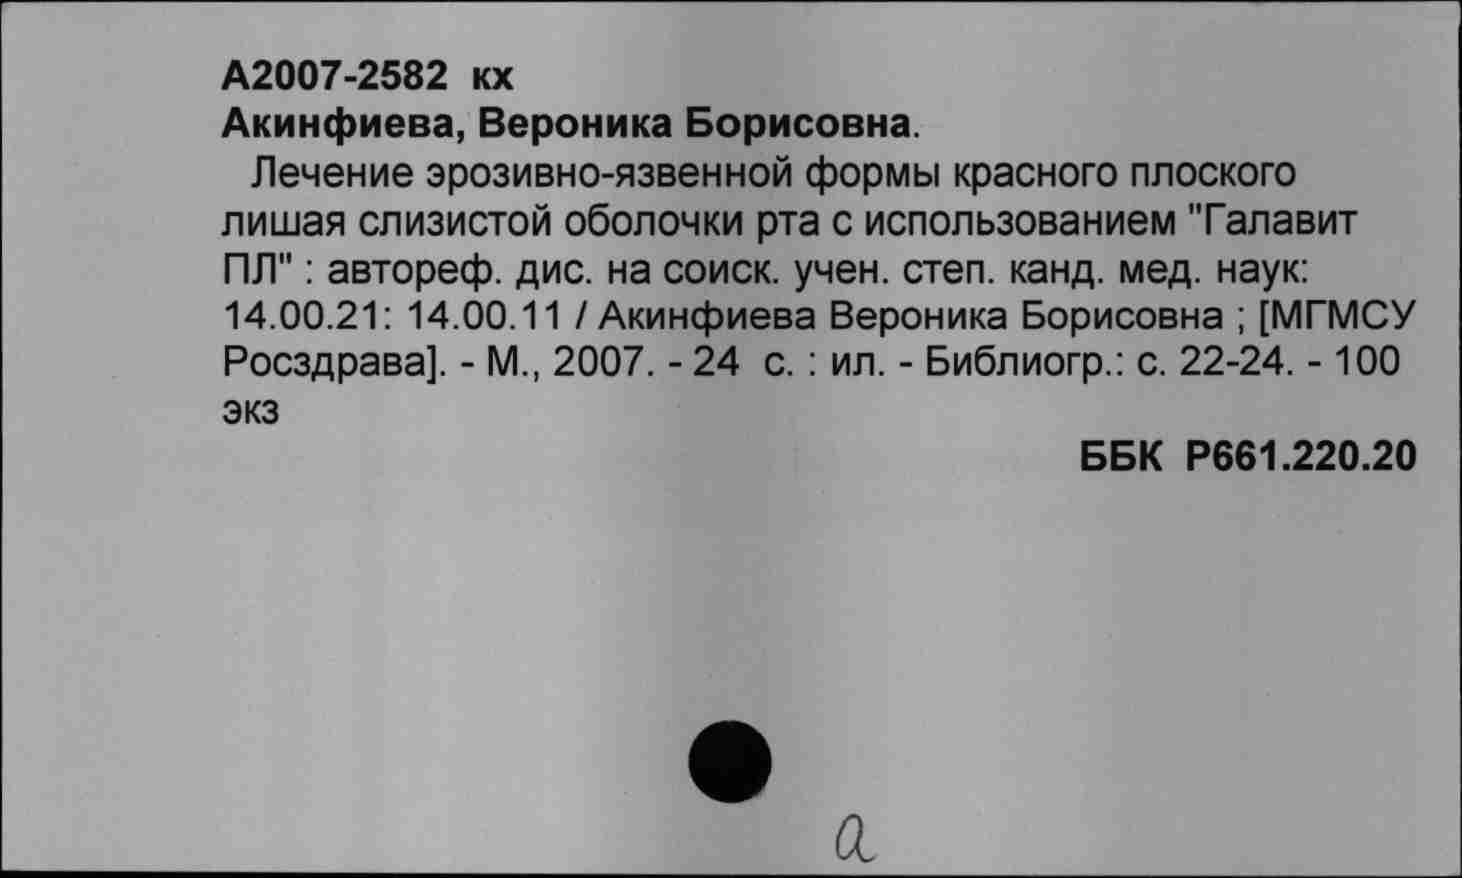 А2007-2582 кх
Акинфиева, Вероника Борисовна.
Лечение эрозивно-язвенной формы красного плоского
лишая слизистой оболочки рта с использованием "Галавит
ПЛ" : автореф. дис. на соиск. учен. степ. канд. мед. наук:
14.00.21: 14.00.11 / Акинфиева Вероника Борисовна ; [МГМСУ
Росздрава]. - М., 2007. - 24 с. : ил. - Библиогр.: с. 22-24. - 100
экз
ББК Р661.220.20
а